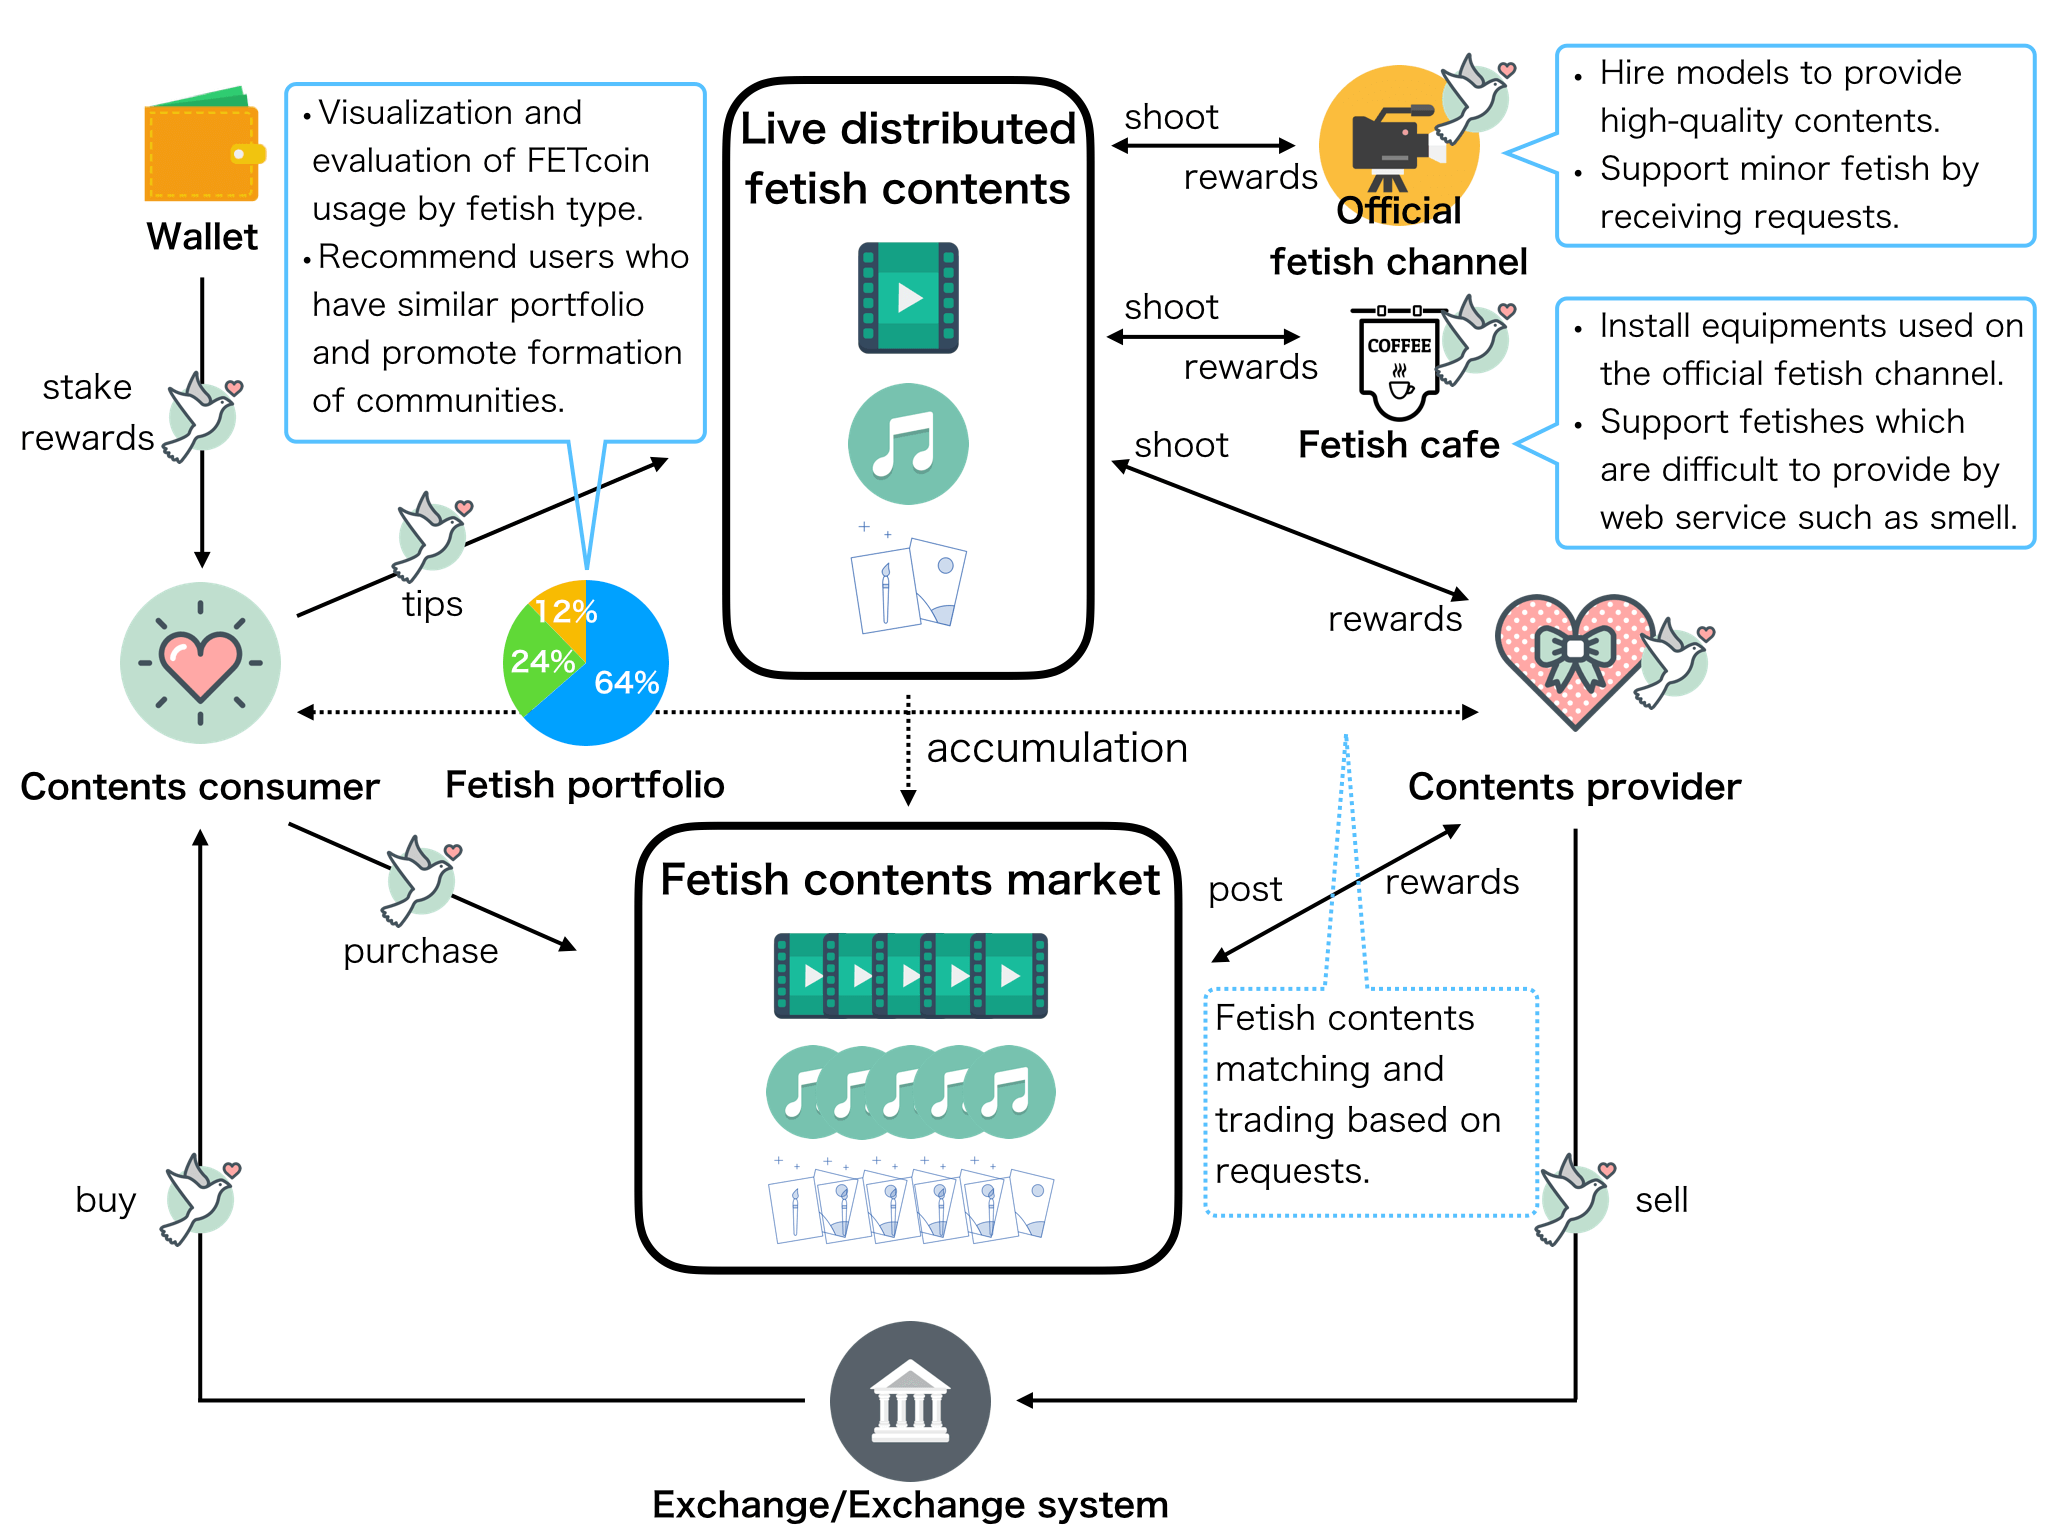 Wallet
stake
rewards
• Visualization and
evaluation of FETcoin
usage by fetish type.
• Recommend users who
have similar portfolio
and promote formation
of communities.
tips
Live distributed
fetish contents
shoot
rewards
Official
fetish channel
• Hire models to provide
high-quality contents.
• Support minor fetish by
receiving requests.
shoot
rewards
COFFEE
Fetish cafe
• Install equipments used on
the official fetish channel.
• Support fetishes which
are difficult to provide by
web service such as smell.
shoot
rewards
12%
24%
64%
Contents consumer
Fetish portfolio
accumulation
Contents provider
purchase
Fetish contents market
post
rewards
Fetish contents
matching and
trading based on
requests.
buy
sell
Exchange/Exchange system